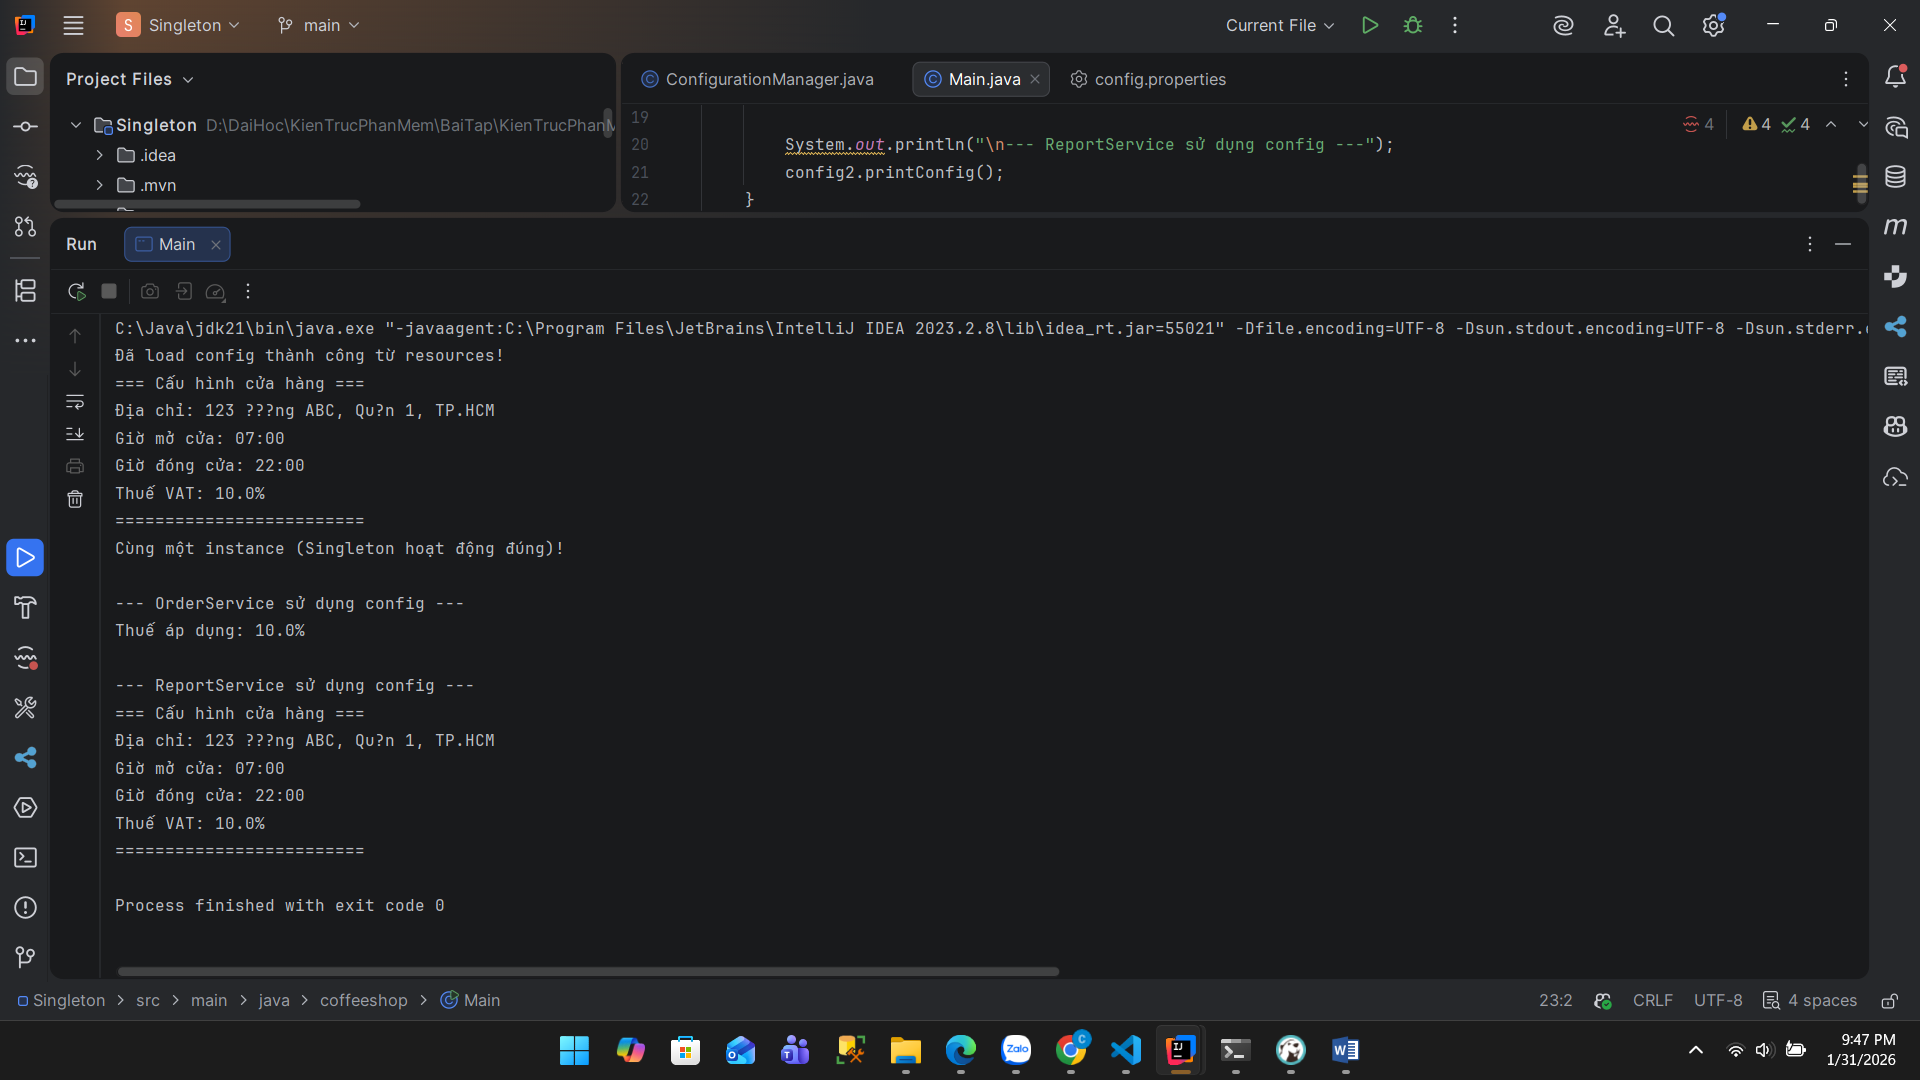 S Singleton main Current File
Project Files
Singleton D:\DaiHoc\KienTrucPhanMem\BaiTap\KienTrucPhanM
.idea
.mvn
ConfigurationManager.java Main.java config.properties
19
20 System.out.println("\n--- ReportService sử dụng config ---");
21 config2.printConfig();
22 }
4 4 4
Run Main
C:\Java\jdk21\bin\java.exe "-javaagent:C:\Program Files\JetBrains\IntelliJ IDEA 2023.2.8\lib\idea_rt.jar=55021" -Dfile.encoding=UTF-8 -Dsun.stdout.encoding=UTF-8 -Dsun.stderr.
Đã load config thành công từ resources!
=== Cấu hình cửa hàng ===
Địa chỉ: 123 ???ng ABC, Qu?n 1, TP.HCM
Giờ mở cửa: 07:00
Giờ đóng cửa: 22:00
Thuế VAT: 10.0%
=========================
Cùng một instance (Singleton hoạt động đúng)!
--- OrderService sử dụng config ---
Thuế áp dụng: 10.0%
--- ReportService sử dụng config ---
=== Cấu hình cửa hàng ===
Địa chỉ: 123 ???ng ABC, Qu?n 1, TP.HCM
Giờ mở cửa: 07:00
Giờ đóng cửa: 22:00
Thuế VAT: 10.0%
=========================
Process finished with exit code 0
Singleton > src > main > java > coffeeshop > Main
23:2 CRLF UTF-8 4 spaces
Zalo
9:47 PM
1/31/2026